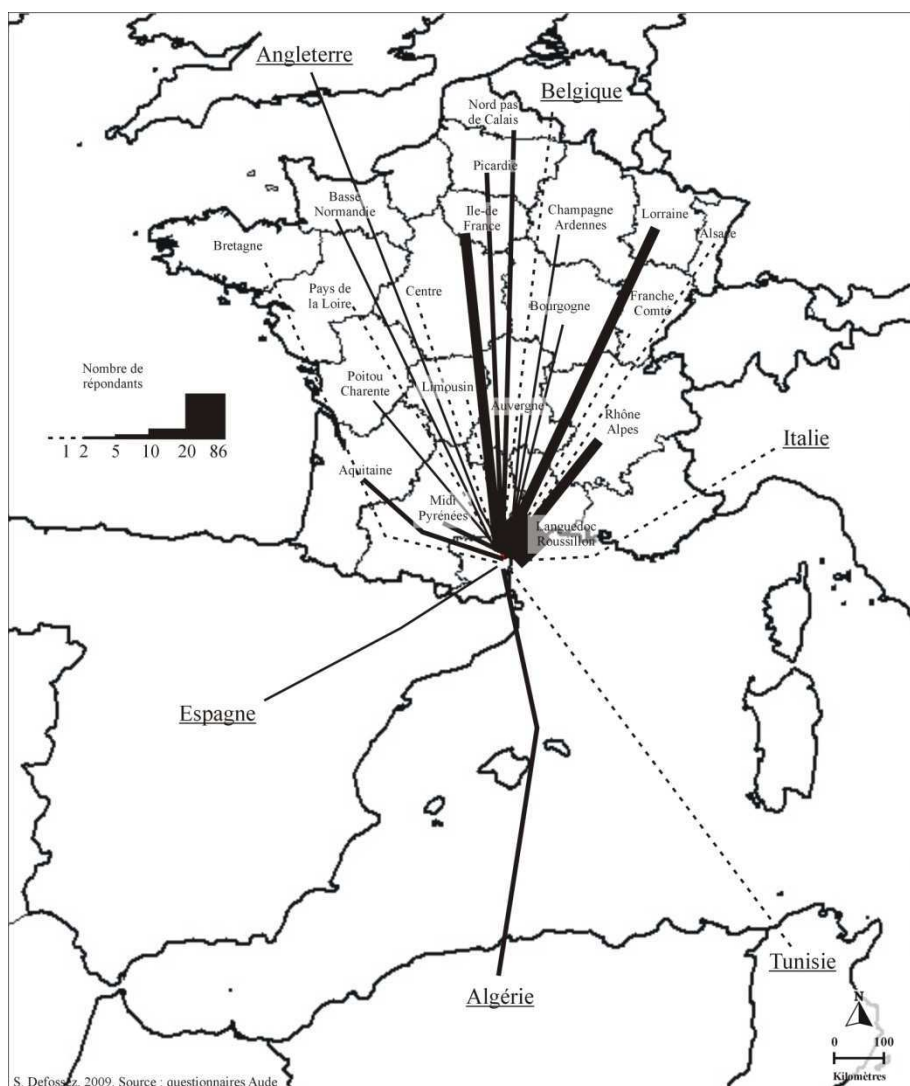 Angleterre
Belgique
Nord pas
de Calais
Picardie
Basse
Normandie
Ile-de
France
Champagne
Ardennes
Lorraine
Alsace
Bretagne
Pays de
la Loire
Centre
Bourgogne
Franche
Comté
Nombre de
répondants
1 2 5 10 20 86
Poitou
Charente
Limousin
Auvergne
Rhône
Alpes
Italie
Aquitaine
Midi
Pyrénées
Languedoc
Roussillon
Espagne
Algérie
Tunisie
N
0 100
Kilomètres
S. Defossez, 2009. Source : questionnaires Aude